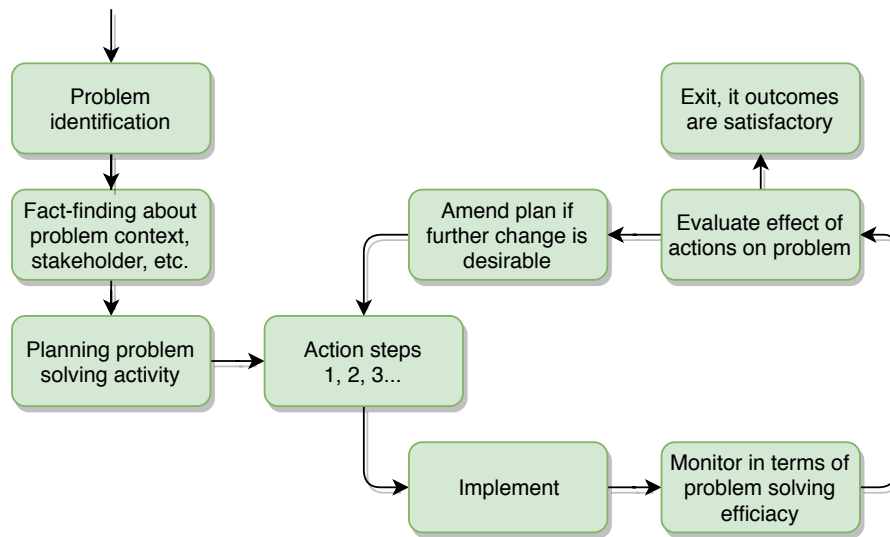 Problem
identification
Exit, it outcomes
are satisfactory
Fact-finding about
problem context,
stakeholder, etc.
Amend plan if
further change is
desirable
Evaluate effect of
actions on problem
Planning problem
solving activity
Action steps
1, 2, 3...
Implement
Monitor in terms of
problem solving
efficiacy